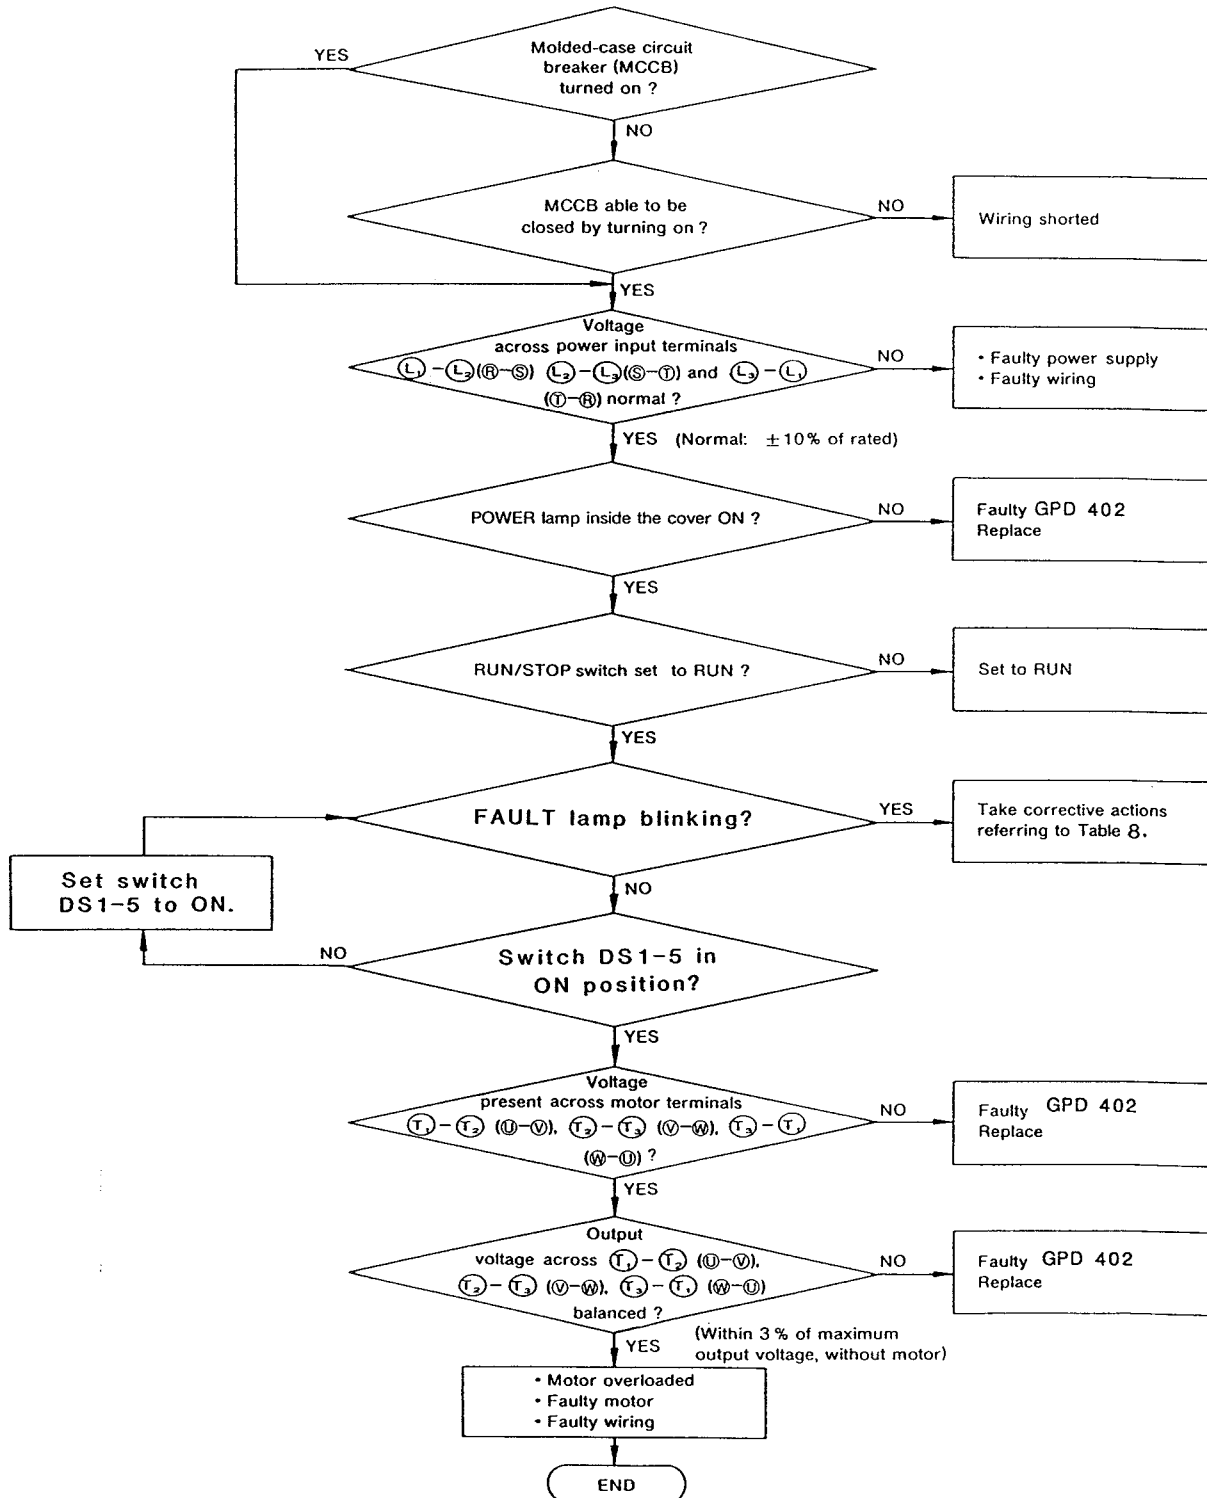 Molded-case circuit
breaker (MCCB)
turned on ?
YES
NO
MCCB able to be
closed by turning on ?
NO
Wiring shorted
YES
Voltage
across power input terminals
(L₁)-(L₂)(Ⓡ-Ⓢ) (L₂)-(L₃)(Ⓢ-Ⓣ) and (L₃)-(L₁)
(Ⓣ-Ⓡ) normal ?
NO
• Faulty power supply
• Faulty wiring
YES (Normal: ±10% of rated)
POWER lamp inside the cover ON ?
NO
Faulty GPD 402
Replace
YES
RUN/STOP switch set to RUN ?
NO
Set to RUN
YES
FAULT lamp blinking?
YES
Take corrective actions
referring to Table 8.
Set switch
DS1-5 to ON.
NO
Switch DS1-5 in
ON position?
NO
YES
Voltage
present across motor terminals
(T₁)-(T₂) (Ⓤ-Ⓥ), (T₂)-(T₃) (Ⓥ-Ⓦ), (T₃)-(T₁)
(Ⓦ-Ⓤ) ?
NO
Faulty GPD 402
Replace
YES
Output
voltage across (T₁)-(T₂) (Ⓤ-Ⓥ),
(T₂)-(T₃) (Ⓥ-Ⓦ), (T₃)-(T₁) (Ⓦ-Ⓤ)
balanced ?
NO
Faulty GPD 402
Replace
YES
(Within 3% of maximum
output voltage, without motor)
• Motor overloaded
• Faulty motor
• Faulty wiring
END